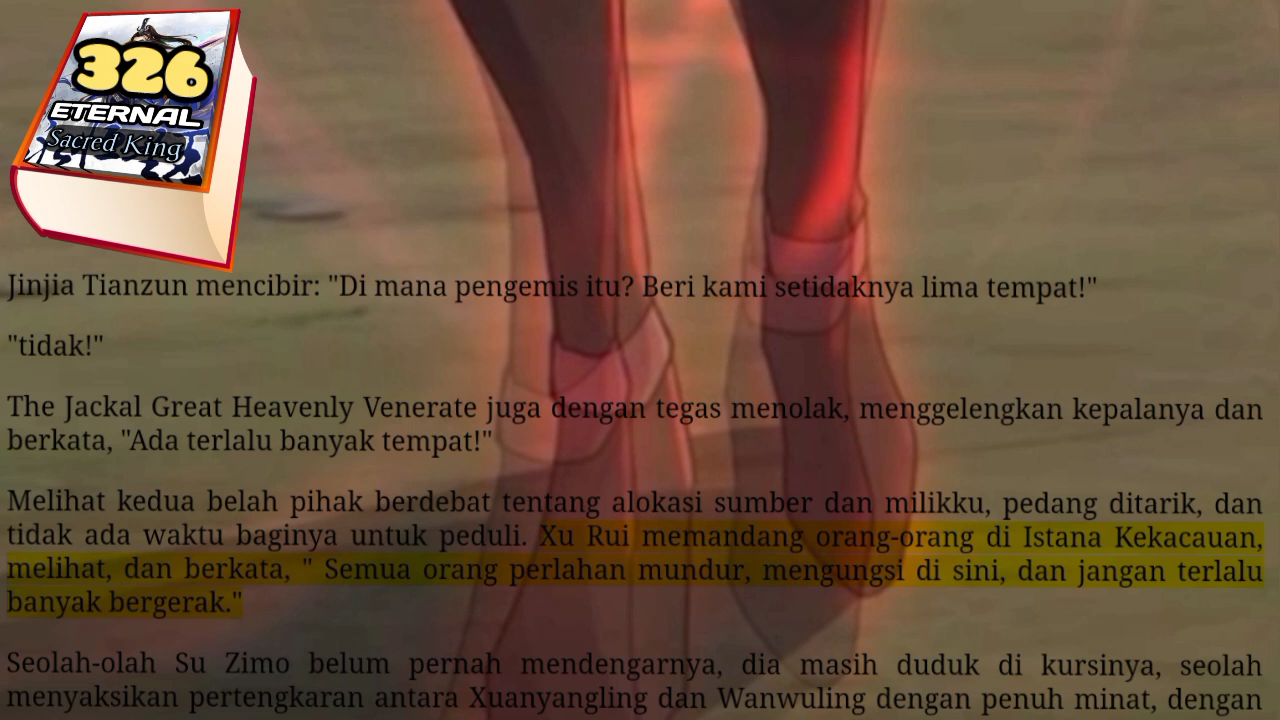 326
ETERNAL
Sacred King
Jinjia Tianzun mencibir: "Di mana pengemis itu? Beri kami setidaknya lima tempat!"
"tidak!"
The Jackal Great Heavenly Venerate juga dengan tegas menolak, menggelengkan kepalanya dan
berkata, "Ada terlalu banyak tempat!"
Melihat kedua belah pihak berdebat tentang alokasi sumber dan milikku, pedang ditarik, dan
tidak ada waktu baginya untuk peduli. Xu Rui memandang orang-orang di Istana Kekacauan,
melihat, dan berkata, " Semua orang perlahan mundur, mengungsi di sini, dan jangan terlalu
banyak bergerak."
Seolah-olah Su Zimo belum pernah mendengarnya, dia masih duduk di kursinya, seolah
menyaksikan pertengkaran antara Xuanyangling dan Wanwuling dengan penuh minat, dengan